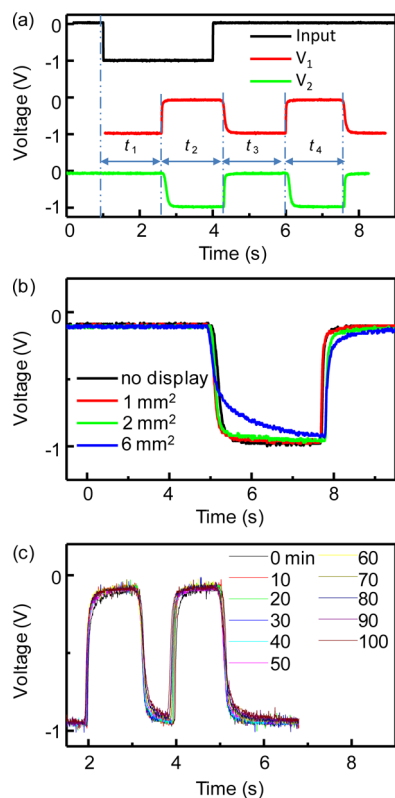 (a)
Voltage (V)
0
-1
0
-1
0
-1
Input
V₁
V₂
t₁
t₂
t₃
t₄
0
2
4
6
8
Time (s)
(b)
Voltage (V)
0
-1
no display
1 mm²
2 mm²
6 mm²
0
2
4
6
8
Time (s)
(c)
Voltage (V)
0
-1
0 min
10
20
30
40
50
60
70
80
90
100
2
4
6
8
Time (s)